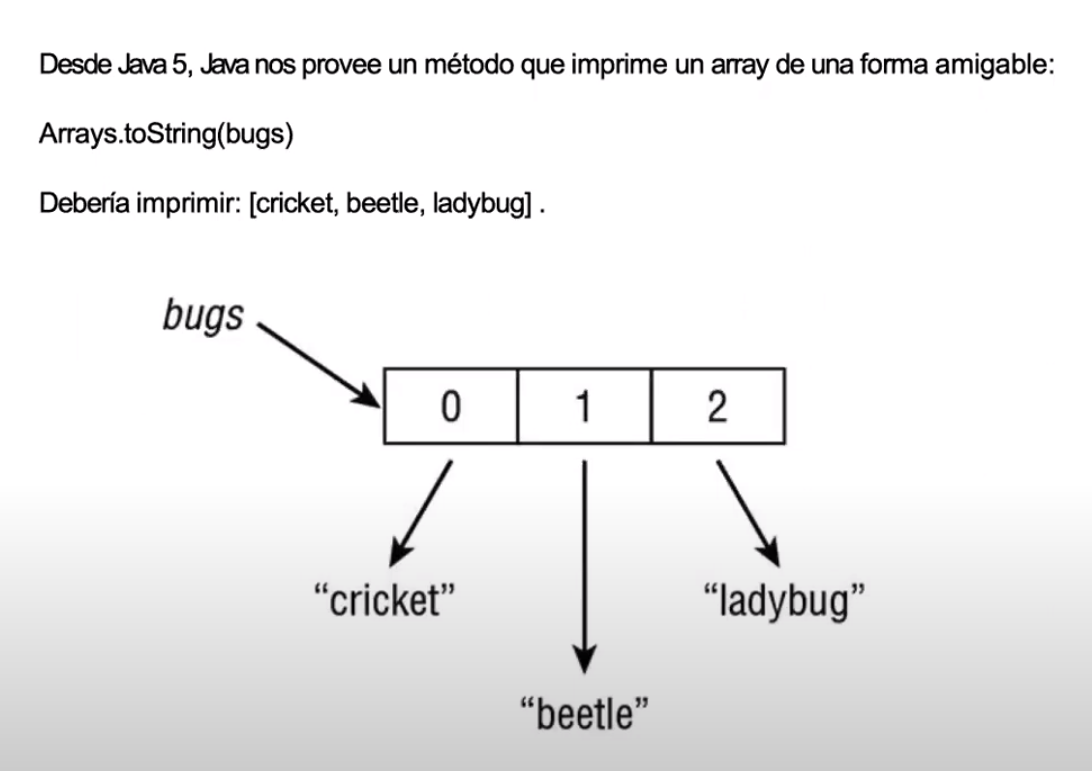 Desde Java 5, Java nos provee un método que imprime un array de una forma amigable:
Arrays.toString(bugs)
Debería imprimir: [cricket, beetle, ladybug] .
bugs
0 1 2
“cricket” “ladybug”
“beetle”